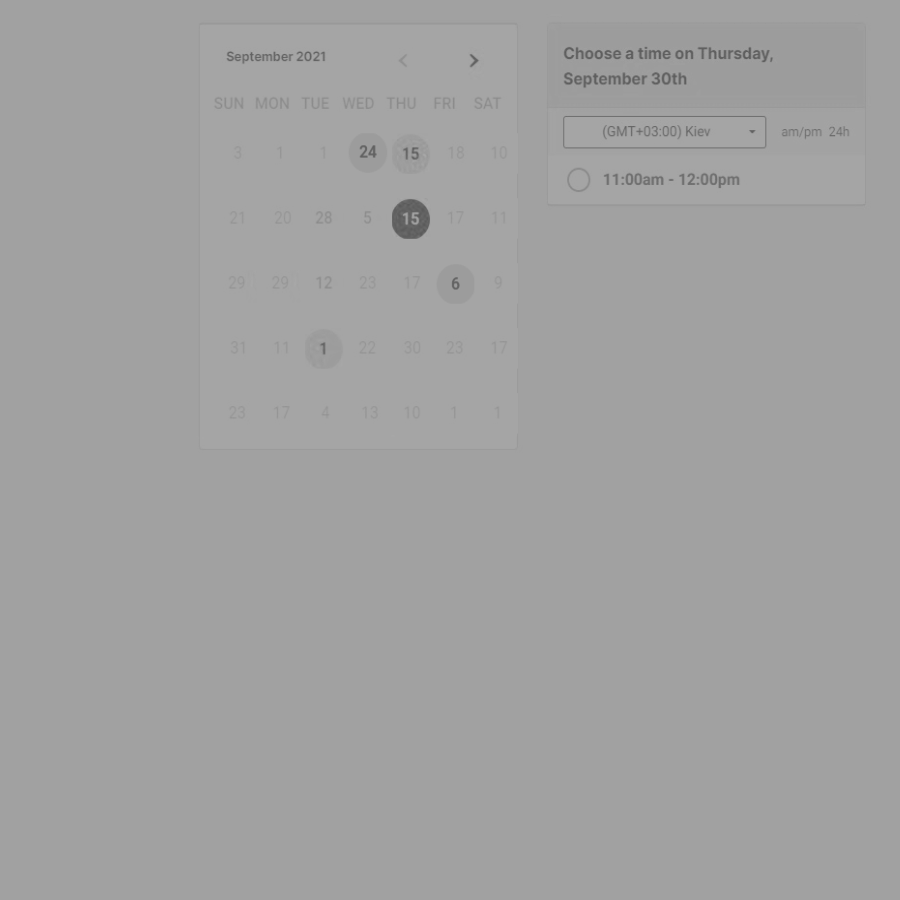 September 2021
SUN MON TUE WED THU FRI SAT
3 1 1 24 15 18 10
21 20 28 5 15 17 11
29 29 12 23 17 6 9
31 11 1 22 30 23 17
23 17 4 13 10 1 1
Choose a time on Thursday,
September 30th
(GMT+03:00) Kiev am/pm 24h
11:00am - 12:00pm